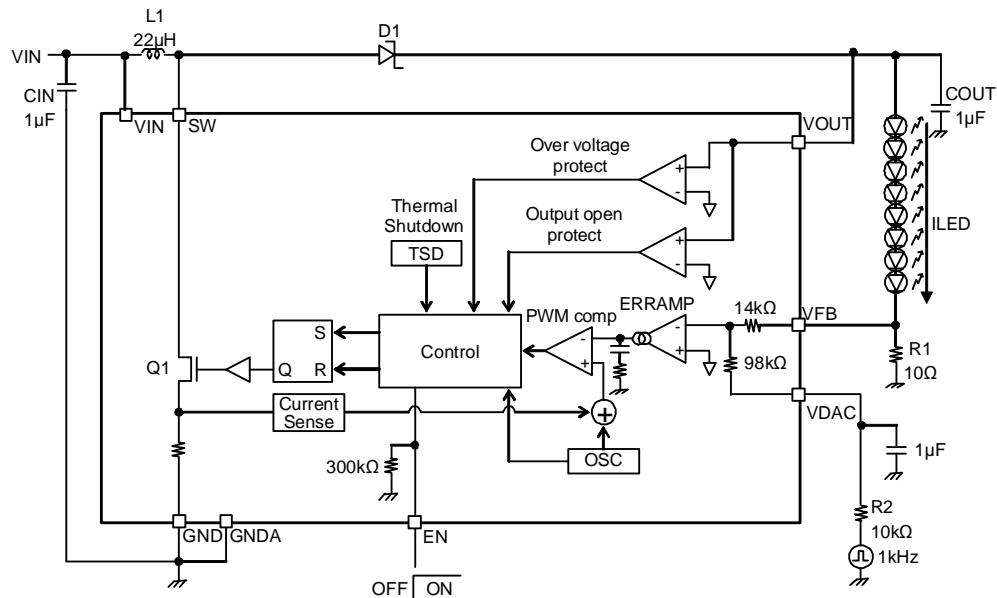 L1
22μH
D1
VIN
CIN
1μF
COUT
1μF
VIN
SW
VOUT
Over voltage
protect
+
-
Thermal
Shutdown
TSD
Output open
protect
+
-
ILED
PWM comp
ERRAMP
14kΩ
VFB
S
R
Q
Control
-
+
-
+
98kΩ
R1
10Ω
Q1
Current
Sense
+
VDAC
300kΩ
OSC
1μF
R2
10kΩ
1kHz
GND
GNDA
EN
OFF
ON